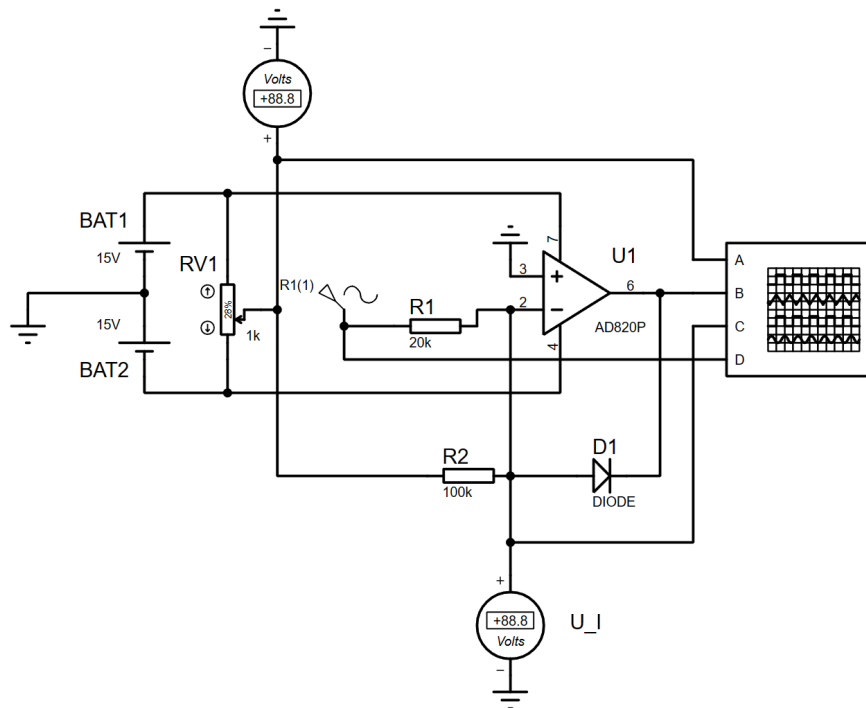 −
Volts
+88.8
+
BAT1
15V
RV1
28%
1k
R1(1)
R1
20k
3
2
7
4
6
U1
AD820P
A
B
C
D
15V
BAT2
R2
100k
D1
DIODE
+
+88.8
Volts
−
U_I